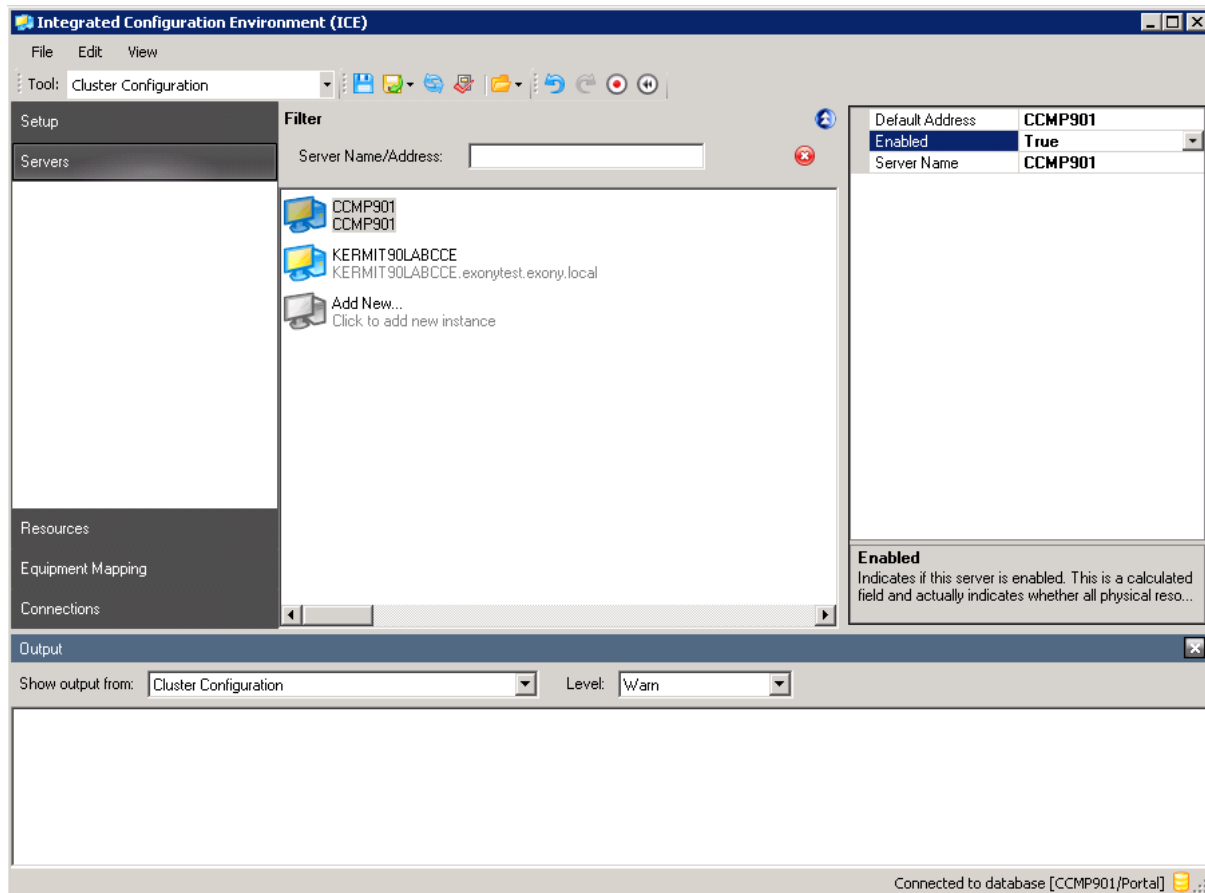 Integrated Configuration Environment (ICE)
File Edit View
Tool: Cluster Configuration
Setup
Servers
Filter
Server Name/Address:
CCMP901
CCMP901
KERMIT90LABCCE
KERMIT90LABCCE.exonytest.exony.local
Add New...
Click to add new instance
Default Address CCMP901
Enabled True
Server Name CCMP901
Resources
Equipment Mapping
Connections
Enabled
Indicates if this server is enabled. This is a calculated
field and actually indicates whether all physical reso...
Output
Show output from: Cluster Configuration Level: Warn
Connected to database [CCMP901/Portal]